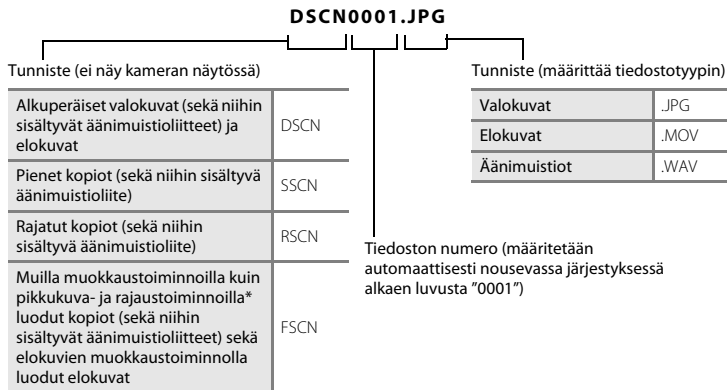 DSCN0001.JPG
Tunniste (ei näy kameran näytössä)
Alkuperäiset valokuvat (sekä niihin
sisältyvät äänimuistioliitteet) ja
elokuvat
DSCN
Pienet kopiot (sekä niihin sisältyvä
äänimuistioliite)
SSCN
Rajatut kopiot (sekä niihin
sisältyvä äänimuistioliite)
RSCN
Muilla muokkaustoiminnoilla kuin
pikkukuva- ja rajaustoiminnoilla*
luodut kopiot (sekä niihin
sisältyvät äänimuistioliitteet) sekä
elokuvien muokkaustoiminnolla
luodut elokuvat
FSCN
Tiedoston numero (määritetään
automaattisesti nousevassa järjestyksessä
alkaen luvusta ”0001”)
Tunniste (määrittää tiedostotyypin)
Valokuvat .JPG
Elokuvat .MOV
Äänimuistiot .WAV